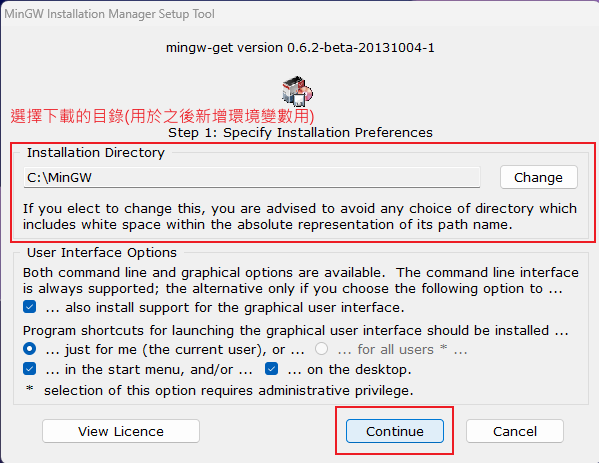 MinGW Installation Manager Setup Tool
mingw-get version 0.6.2-beta-20131004-1
選擇下載的目錄(用於之後新增環境變數用)
Step 1: Specify Installation Preferences
Installation Directory
C:\MinGW
Change
If you elect to change this, you are advised to avoid any choice of directory which
includes white space within the absolute representation of its path name.
User Interface Options
Both command line and graphical options are available.  The command line interface
is always supported; the alternative only if you choose the following option to ...
... also install support for the graphical user interface.
Program shortcuts for launching the graphical user interface should be installed ...
... just for me (the current user), or ... ... for all users * ...
... in the start menu, and/or ... ... on the desktop.
* selection of this option requires administrative privilege.
View Licence Continue Cancel